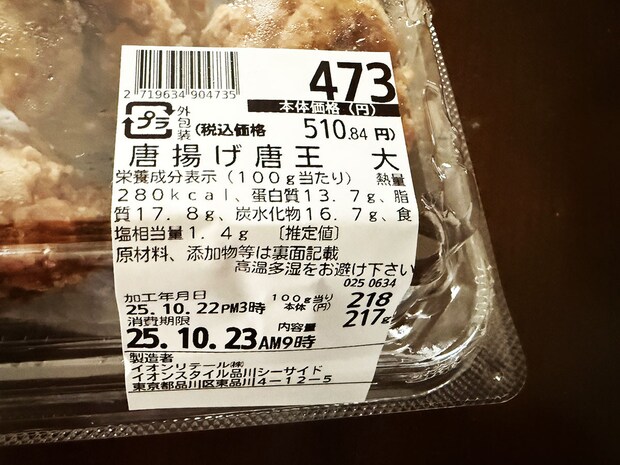 473
2 719634 904735
本体価格(円)
プラ
外包装
(税込価格 510.84 円)
唐揚げ唐王 大
栄養成分表示(100g当たり) 熱量
280kcal、蛋白質13.7g、脂
質17.8g、炭水化物16.7g、食
塩相当量1.4g 〔推定値〕
原材料、添加物等は裏面記載
高温多湿をお避け下さい
025 0634
加工年月日 100g当り 218
25.10.22PM3時 本体(円)
消費期限 217g
25.10.23AM9時 内容量
製造者
イオンリテール㈱
イオンスタイル品川シーサイド
東京都品川区東品川4-12-5